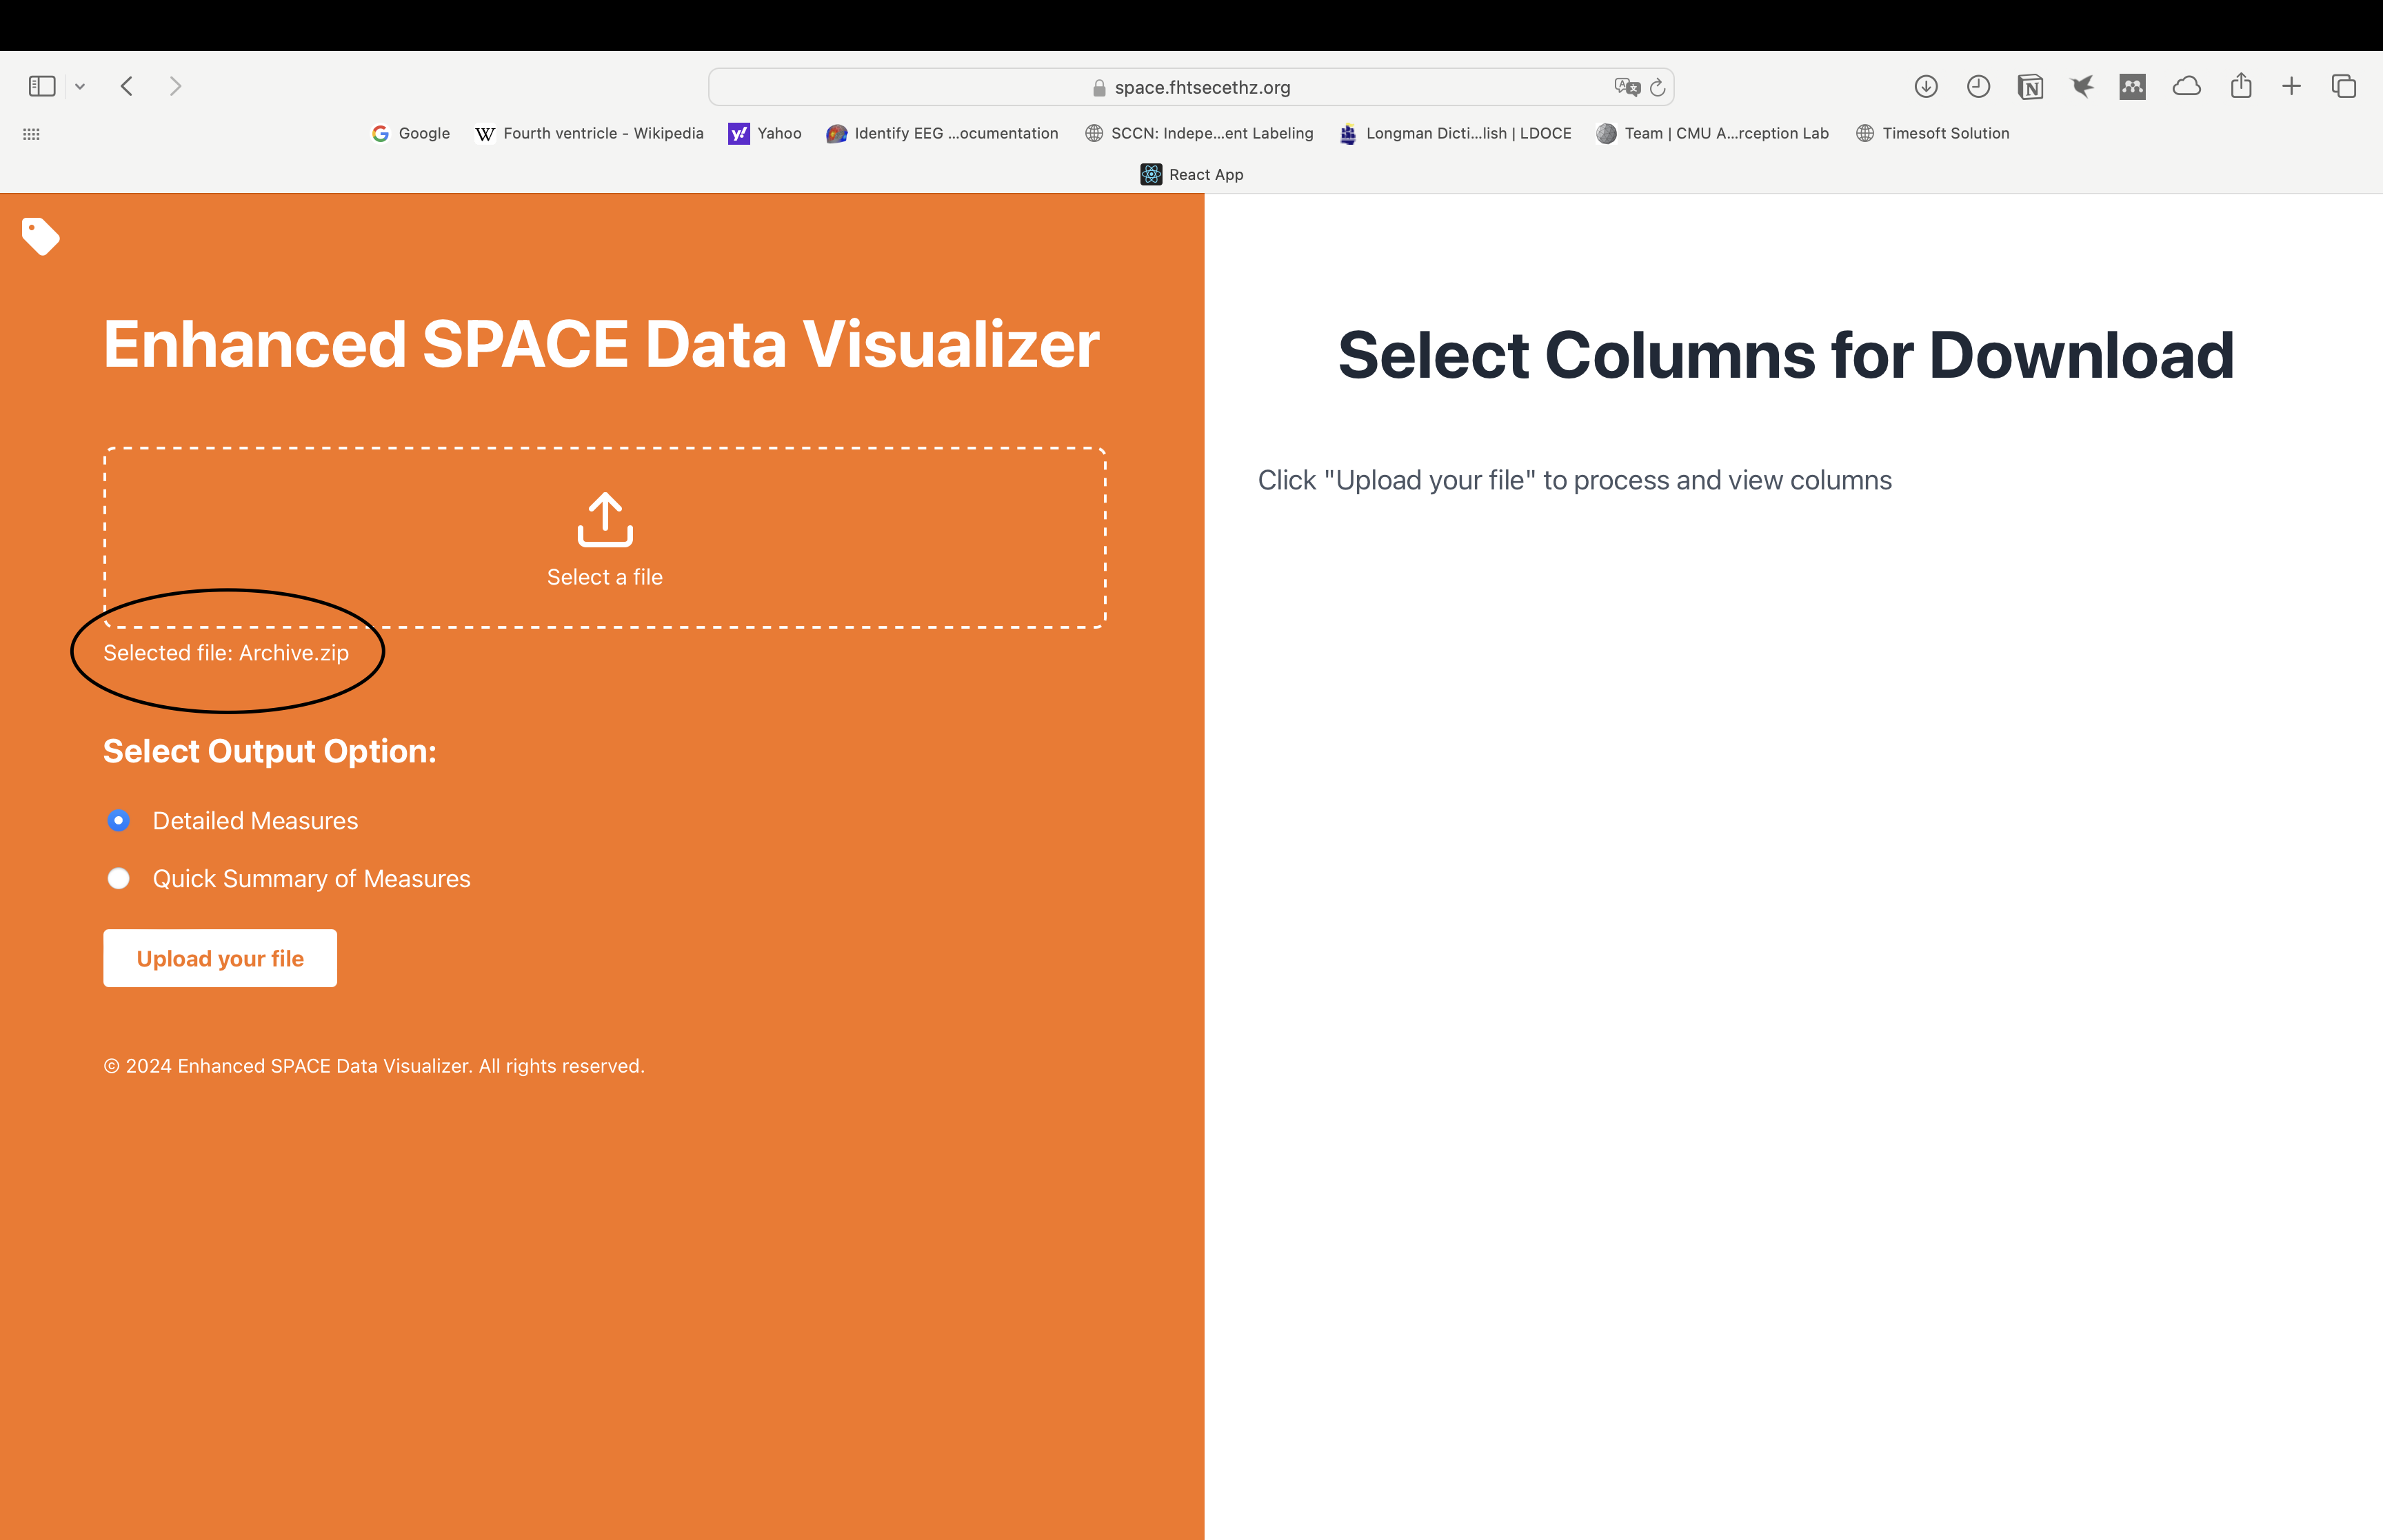 space.fhtsecethz.org
Google
Fourth ventricle - Wikipedia
Yahoo
Identify EEG ...ocumentation
SCCN: Indepe...ent Labeling
Longman Dicti...lish | LDOCE
Team | CMU A...rception Lab
Timesoft Solution
React App
Enhanced SPACE Data Visualizer
Select a file
Selected file: Archive.zip
Select Output Option:
Detailed Measures
Quick Summary of Measures
Upload your file
© 2024 Enhanced SPACE Data Visualizer. All rights reserved.
Select Columns for Download
Click "Upload your file" to process and view columns